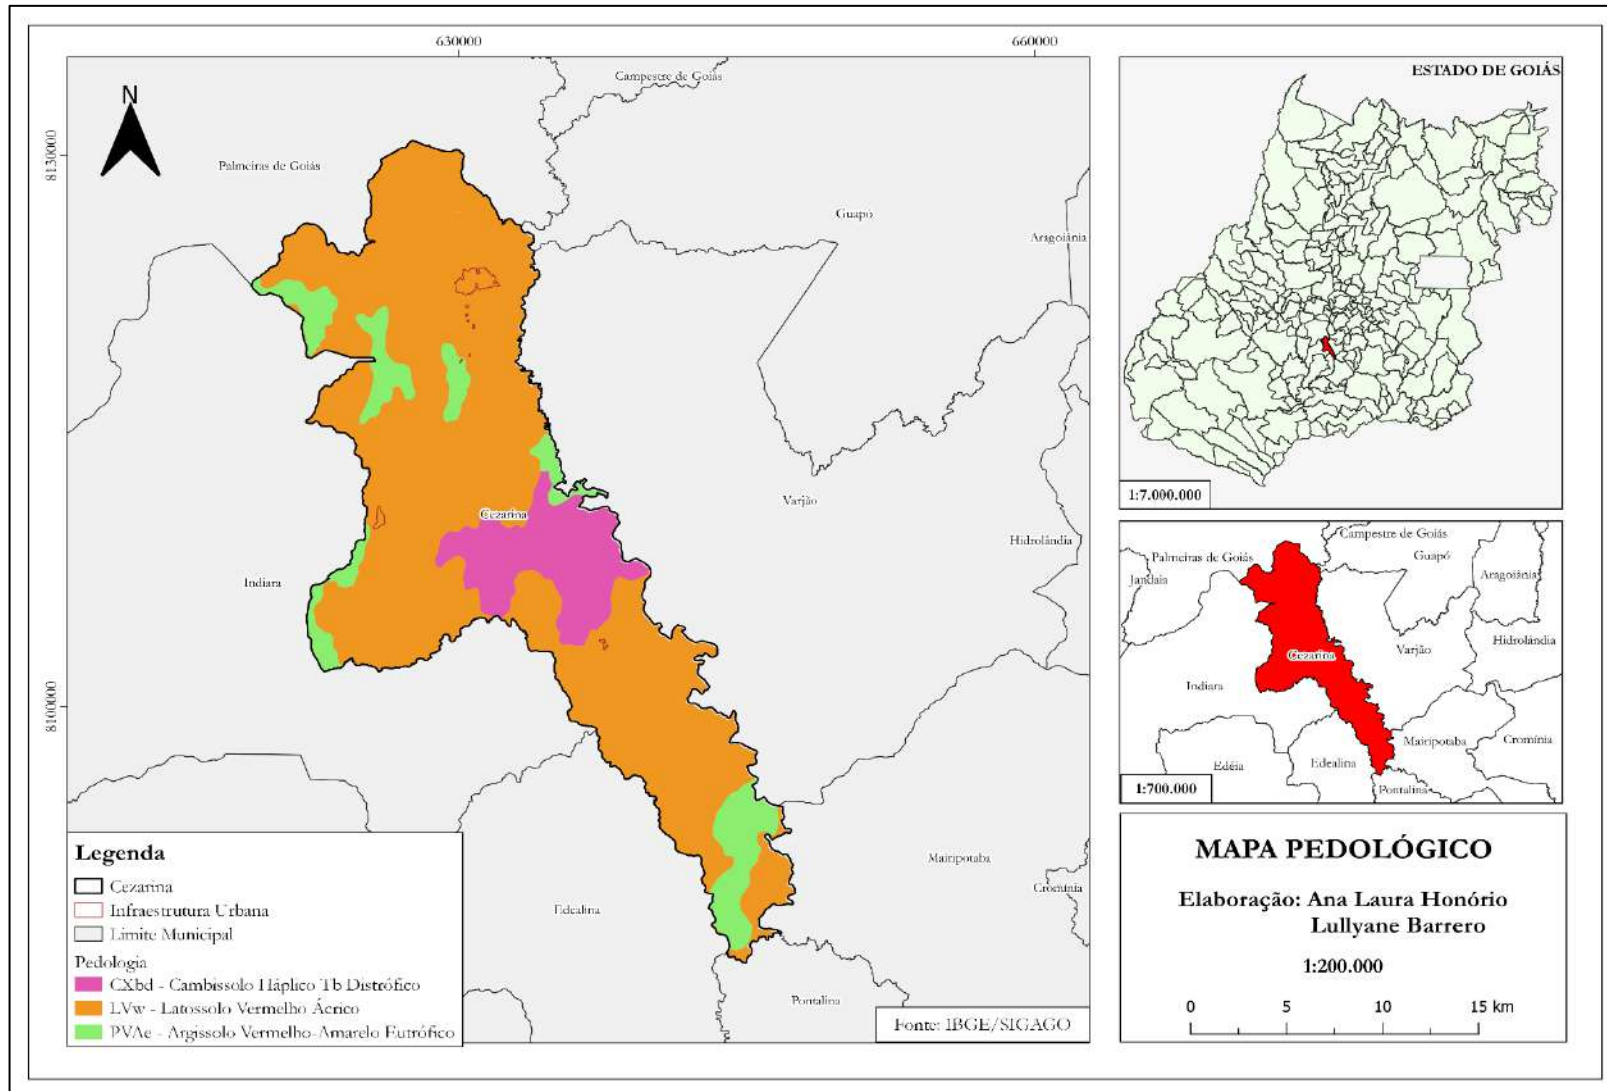 630000
660000
8130000
8100000
N
Campestre de Goiás
Palmeiras de Goiás
Guapó
Aragoiânia
Varjão
Cezarina
Hidrolândia
Indiara
Mairipotaba
Cromínia
Edealina
Pontalina
Legenda
Cezarina
Infraestrutura Urbana
Limite Municipal
Pedologia
CXbd - Cambissolo Háplico Tb Distrófico
LVw - Latossolo Vermelho Ácrico
PVAe - Argissolo Vermelho-Amarelo Eutrófico
Fonte: IBGE/SIGAGO
ESTADO DE GOIÁS
1:7.000.000
Campestre de Goiás
Palmeiras de Goiás
Guapó
Jandaia
Aragoiânia
Hidrolândia
Cezarina
Varjão
Indiara
Mairipotaba
Cromínia
Edéia
Edealina
Pontalina
1:700.000
MAPA PEDOLÓGICO
Elaboração: Ana Laura Honório
Lullyane Barrero
1:200.000
0 5 10 15 km